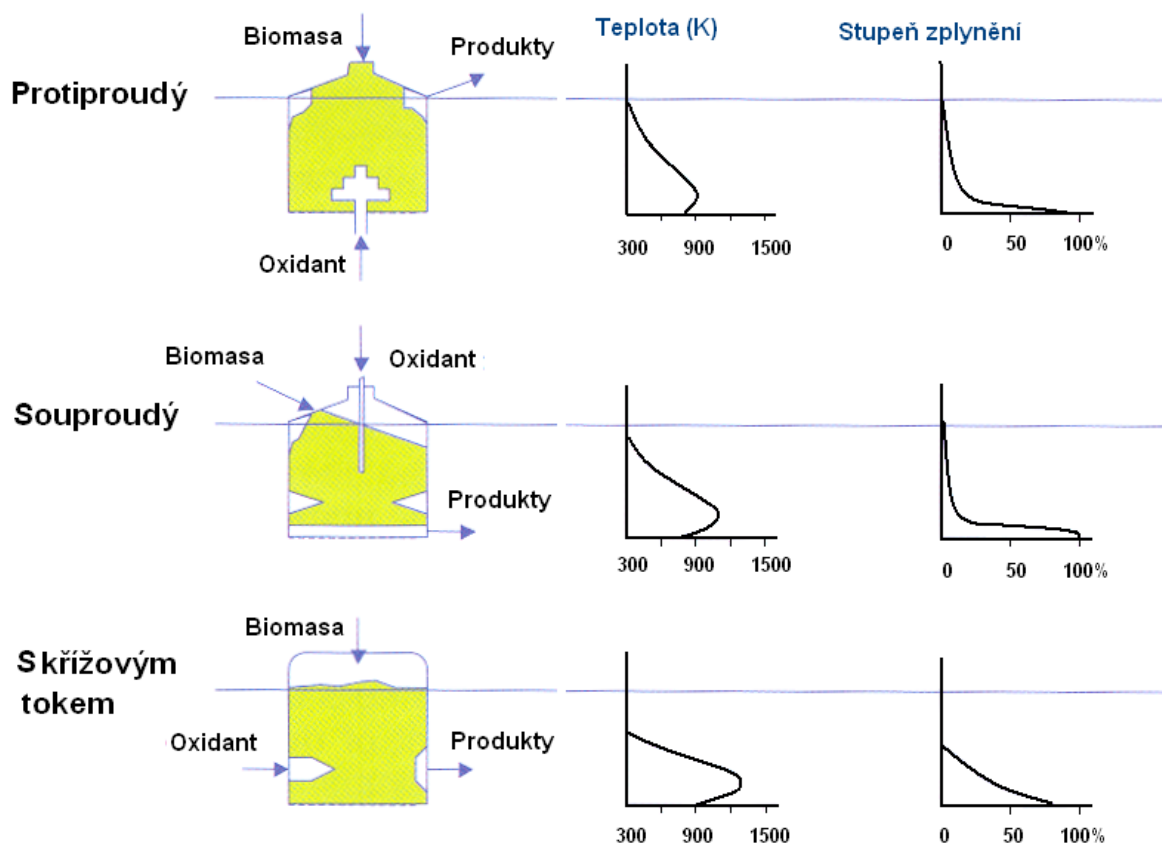 Teplota (K)
Stupeň zplynění
Biomasa
Produkty
Protiproudý
300 900 1500
0 50 100%
Oxidant
Biomasa
Oxidant
Souproudý
Produkty
300 900 1500
0 50 100%
Biomasa
S křížovým
tokem
Oxidant
Produkty
300 900 1500
0 50 100%